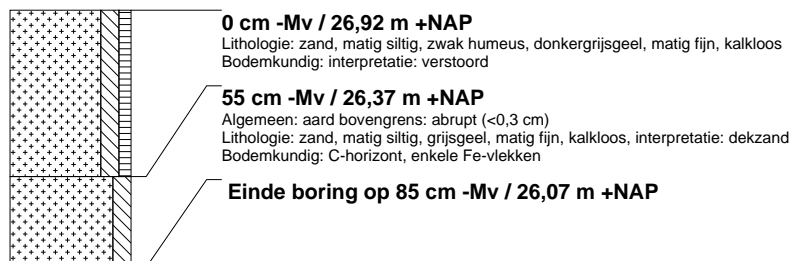 0 cm -Mv / 26,92 m +NAP
Lithologie: zand, matig siltig, zwak humeus, donkergrijsgeel, matig fijn, kalkloos
Bodemkundig: interpretatie: verstoord
55 cm -Mv / 26,37 m +NAP
Algemeen: aard bovengrens: abrupt (<0,3 cm)
Lithologie: zand, matig siltig, grijsgeel, matig fijn, kalkloos, interpretatie: dekzand
Bodemkundig: C-horizont, enkele Fe-vlekken
Einde boring op 85 cm -Mv / 26,07 m +NAP